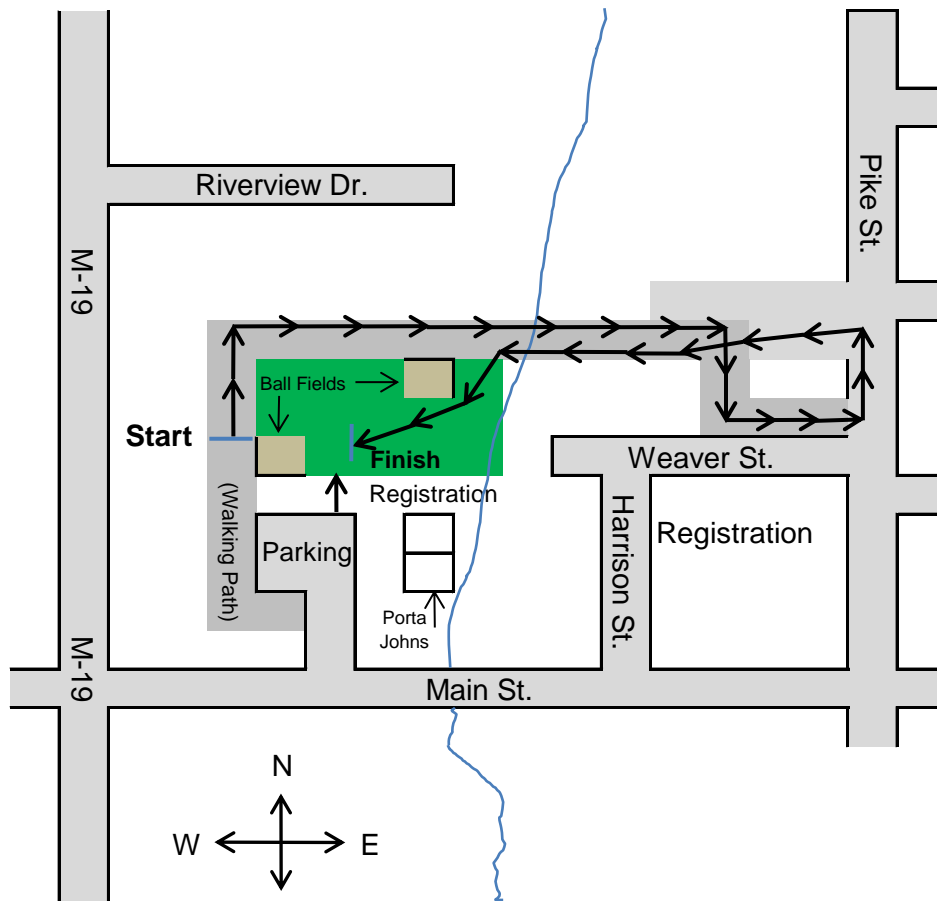 Riverview Dr.
Pike St.
M-19
Ball Fields
Start
Finish
Weaver St.
Registration
(Walking Path)
Parking
Harrison St.
Registration
Porta
Johns
M-19
Main St.
N
W
E